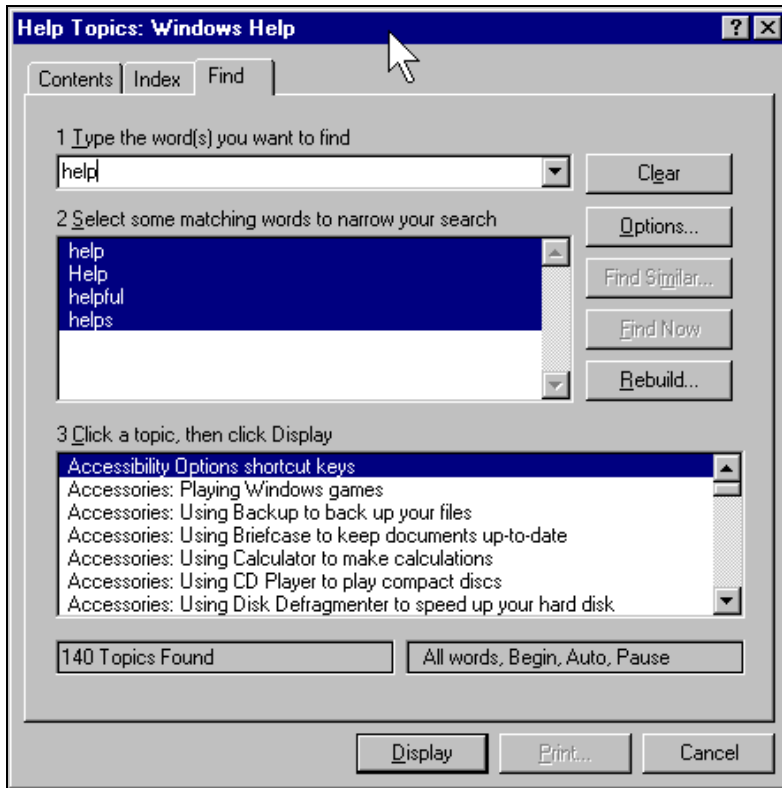 Help Topics: Windows Help
Contents Index Find
1 Type the word(s) you want to find
help
Clear
2 Select some matching words to narrow your search
Options...
help
Help
helpful
helps
Find Similar...
Find Now
Rebuild...
3 Click a topic, then click Display
Accessibility Options shortcut keys
Accessories: Playing Windows games
Accessories: Using Backup to back up your files
Accessories: Using Briefcase to keep documents up-to-date
Accessories: Using Calculator to make calculations
Accessories: Using CD Player to play compact discs
Accessories: Using Disk Defragmenter to speed up your hard disk
140 Topics Found
All words, Begin, Auto, Pause
Display Print... Cancel